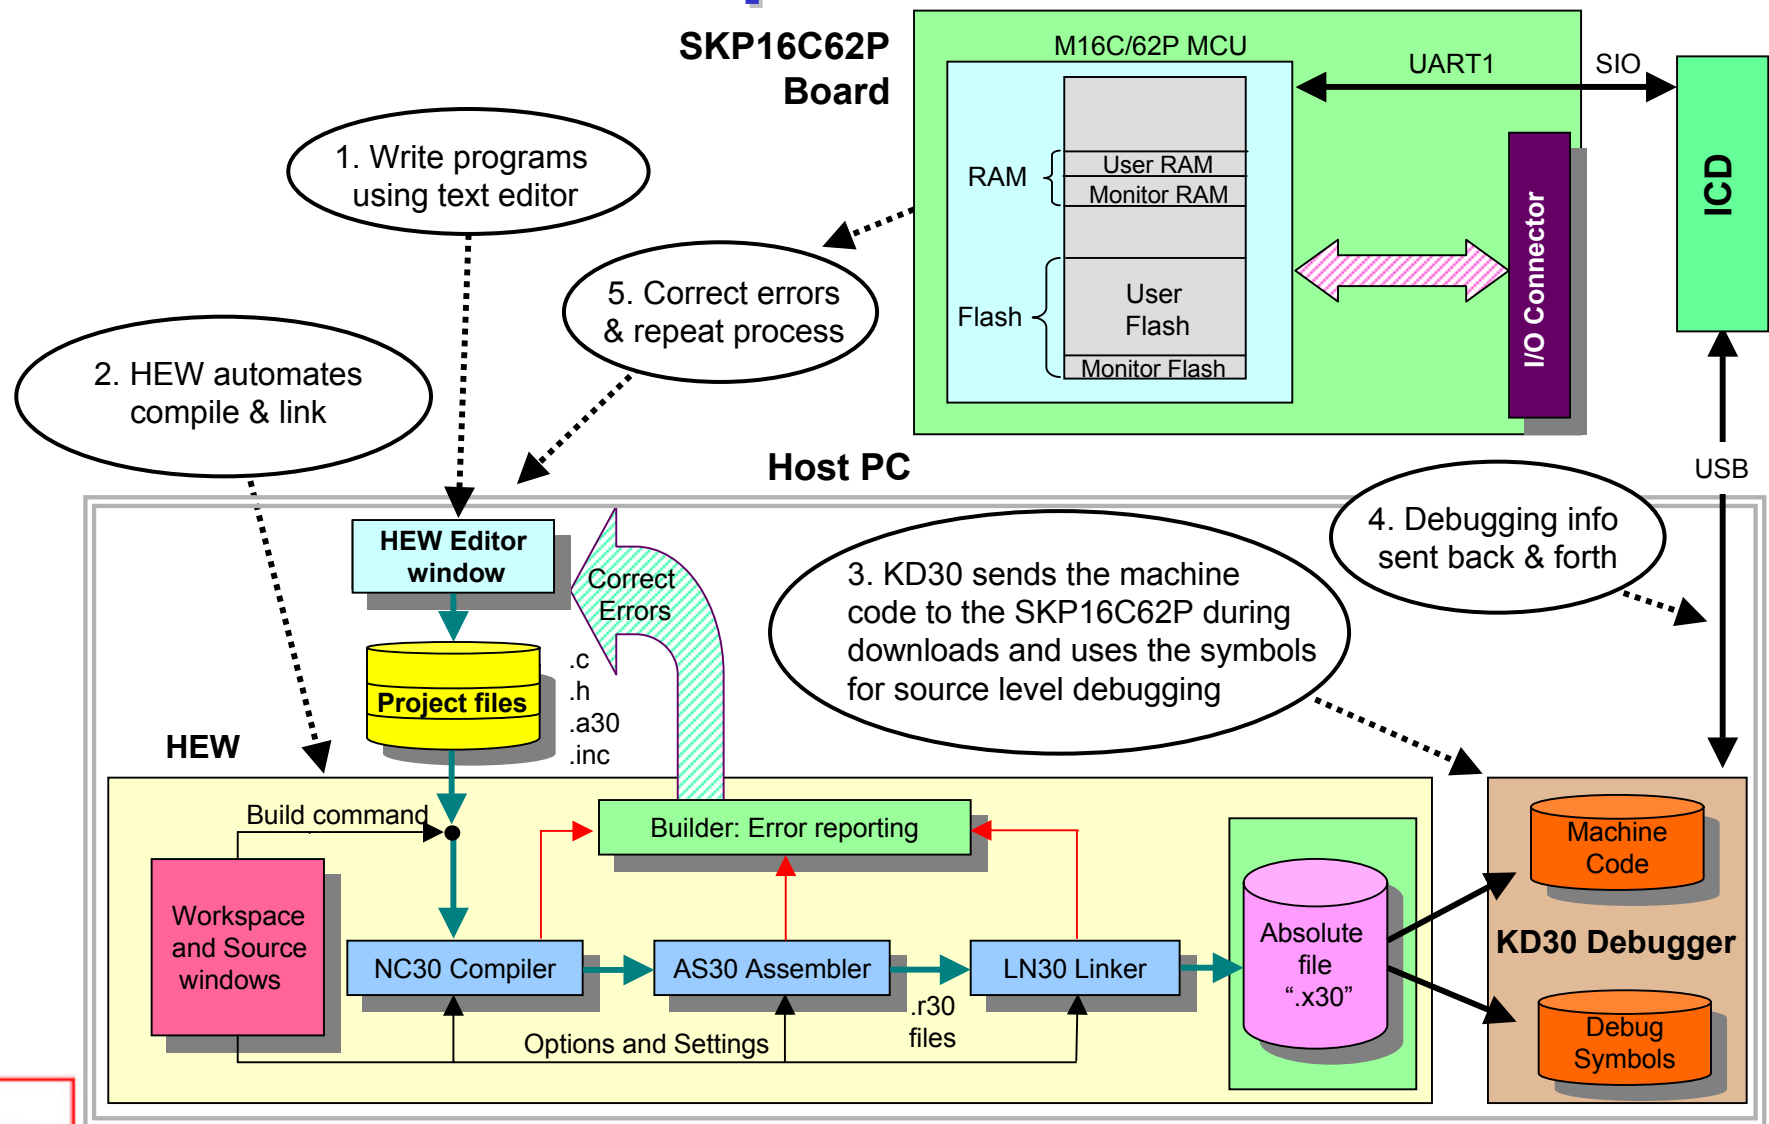 SKP16C62P
Board
M16C/62P MCU
UART1
SIO
ICD
RAM
User RAM
Monitor RAM
Flash
User
Flash
Monitor Flash
I/O Connector
1. Write programs
using text editor
5. Correct errors
& repeat process
2. HEW automates
compile & link
Host PC
USB
HEW Editor
window
Correct
Errors
3. KD30 sends the machine
code to the SKP16C62P during
downloads and uses the symbols
for source level debugging
4. Debugging info
sent back & forth
Project files
.c
.h
.a30
.inc
HEW
Build command
Builder: Error reporting
Workspace
and Source
windows
NC30 Compiler
AS30 Assembler
LN30 Linker
.r30
files
Options and Settings
Absolute
file
“.x30”
Machine
Code
KD30 Debugger
Debug
Symbols